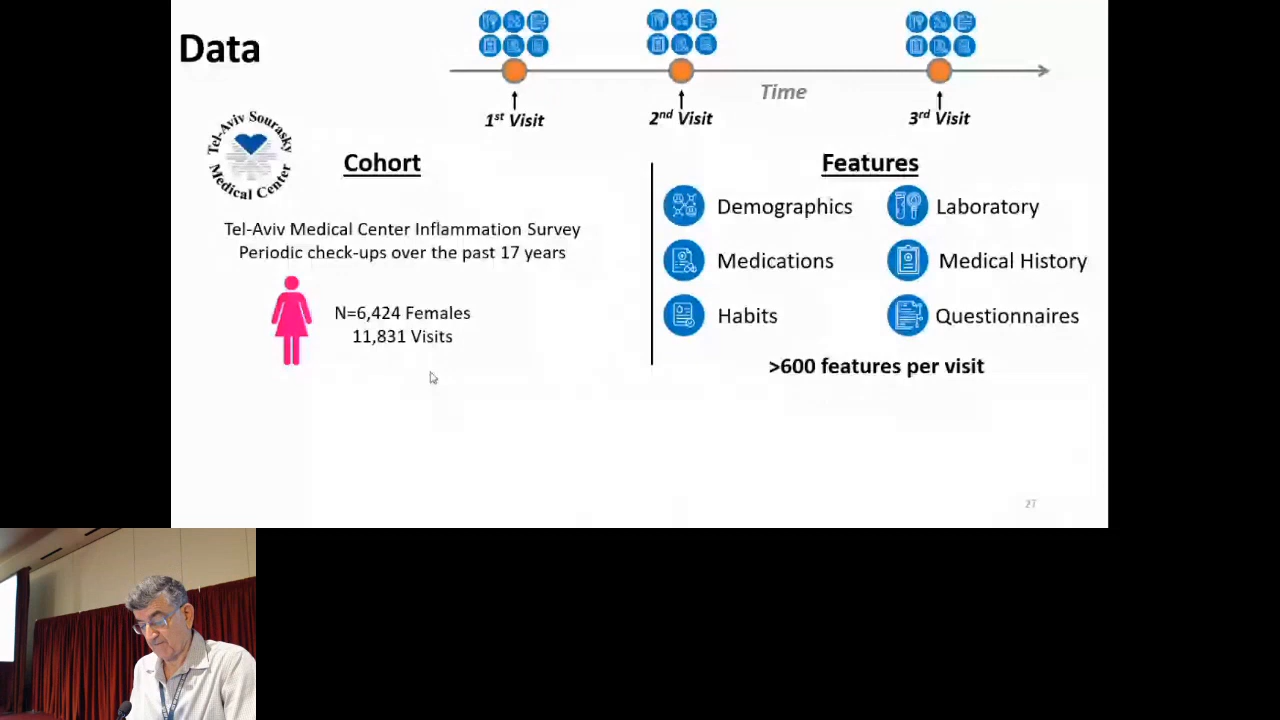 Data
1st Visit
2nd Visit
Time
3rd Visit
Tel-Aviv Sourasky
Medical Center
Cohort
Tel-Aviv Medical Center Inflammation Survey
Periodic check-ups over the past 17 years
N=6,424 Females
11,831 Visits
Features
Demographics
Laboratory
Medications
Medical History
Habits
Questionnaires
>600 features per visit
27